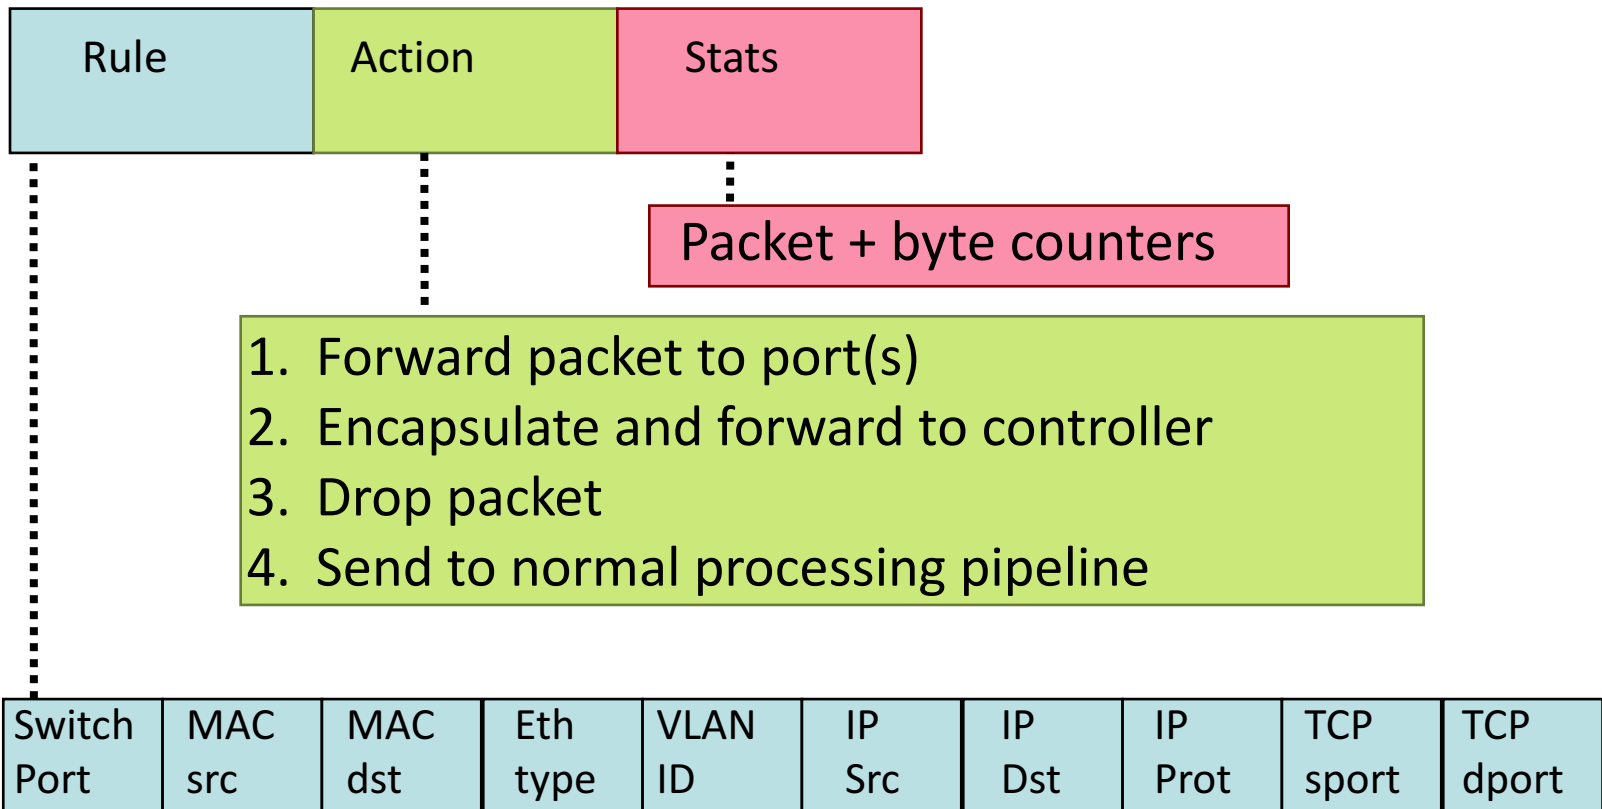 Rule Action Stats
Packet + byte counters
1. Forward packet to port(s)
2. Encapsulate and forward to controller
3. Drop packet
4. Send to normal processing pipeline
Switch MAC MAC Eth VLAN IP IP IP TCP TCP
Port src dst type ID Src Dst Prot sport dport